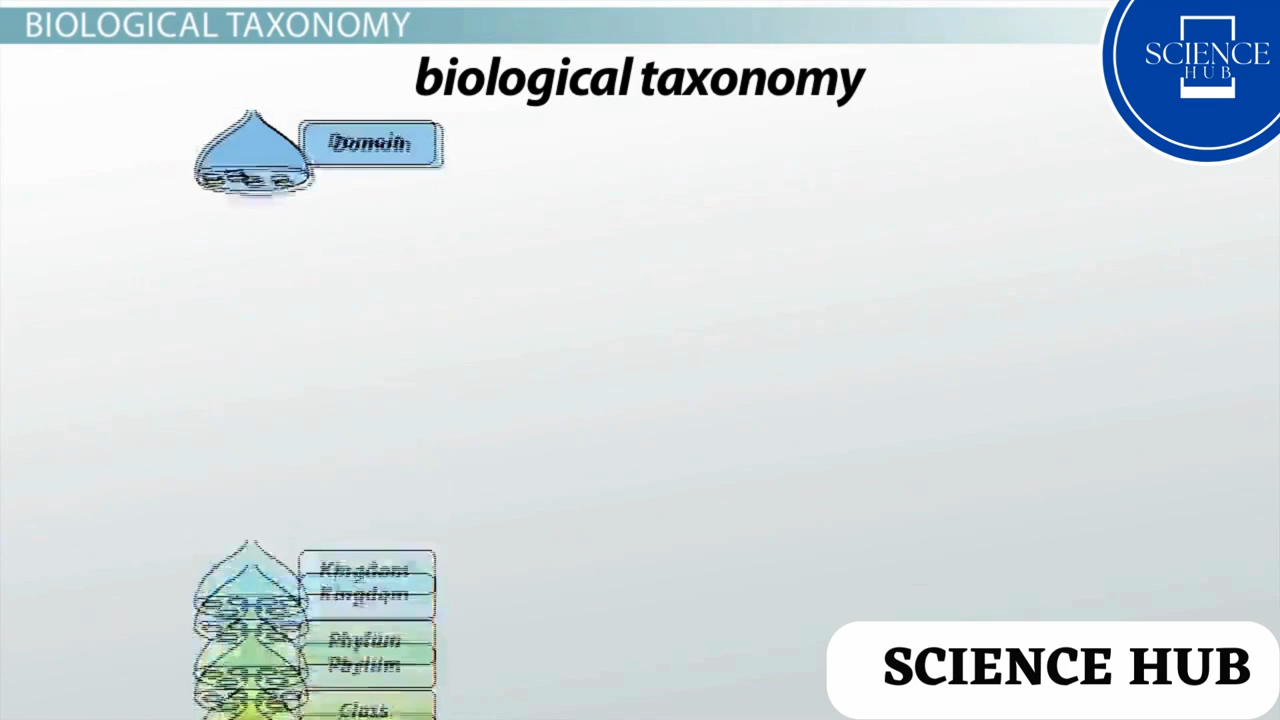 BIOLOGICAL TAXONOMY
biological taxonomy
SCIENCE
HUB
Domain
Kingdom
Kingdom
Phylum
Phylum
Class
SCIENCE HUB